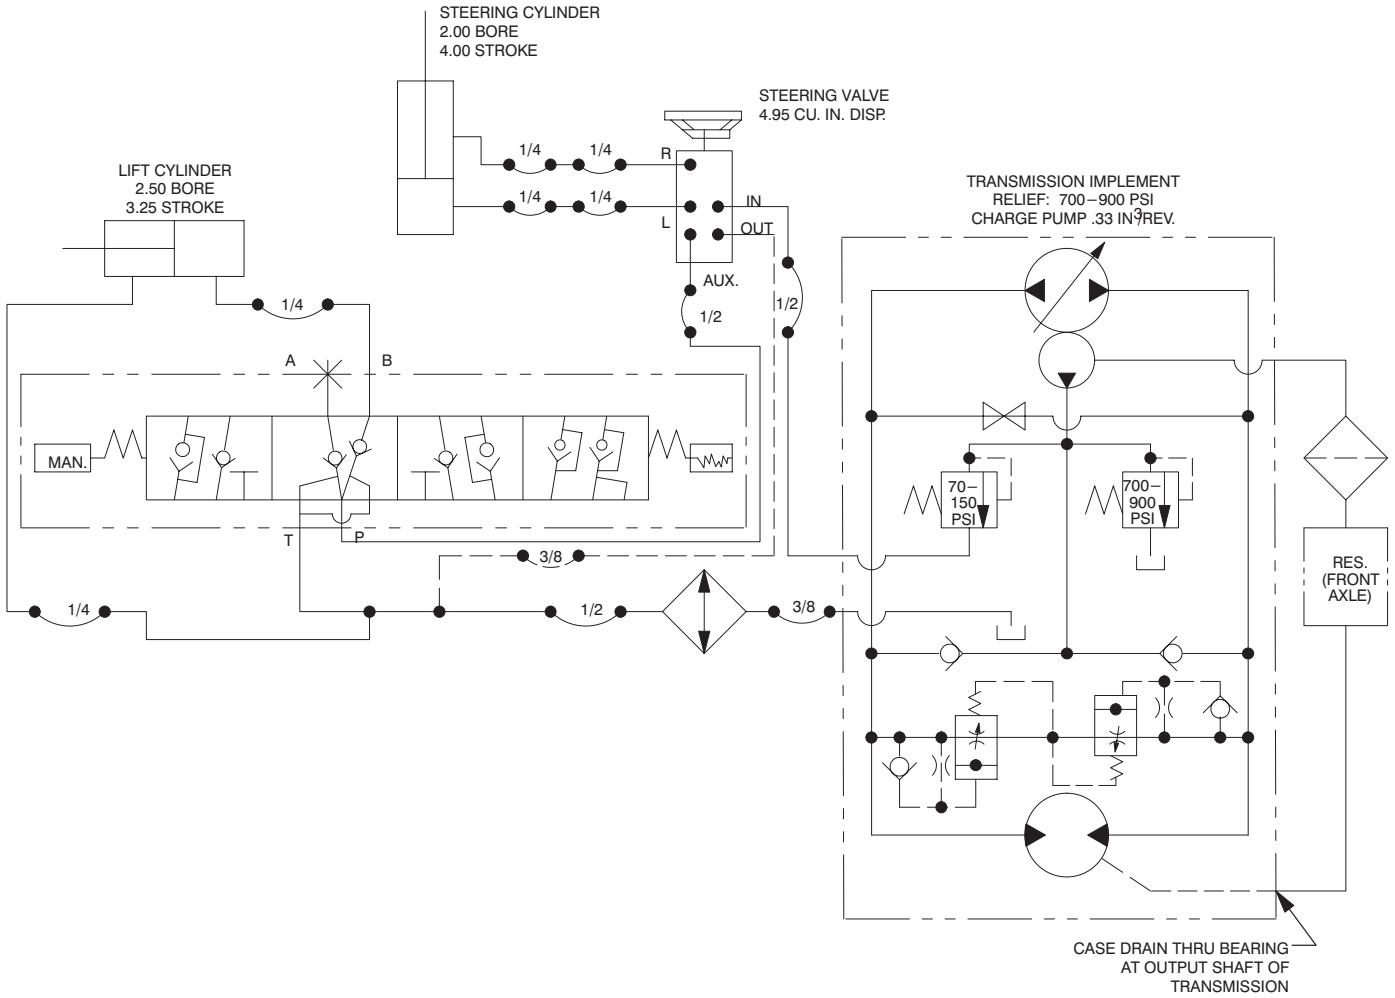 STEERING CYLINDER
2.00 BORE
4.00 STROKE
STEERING VALVE
4.95 CU. IN. DISP.
LIFT CYLINDER
2.50 BORE
3.25 STROKE
1/4
1/4
R
1/4
1/4
L
IN
OUT
TRANSMISSION IMPLEMENT
RELIEF: 700–900 PSI
CHARGE PUMP .33 IN3/REV.
AUX.
1/4
1/2
1/2
A
B
MAN.
70–
150
PSI
700–
900
PSI
T
P
3/8
RES.
(FRONT
AXLE)
1/4
1/2
3/8
CASE DRAIN THRU BEARING
AT OUTPUT SHAFT OF
TRANSMISSION